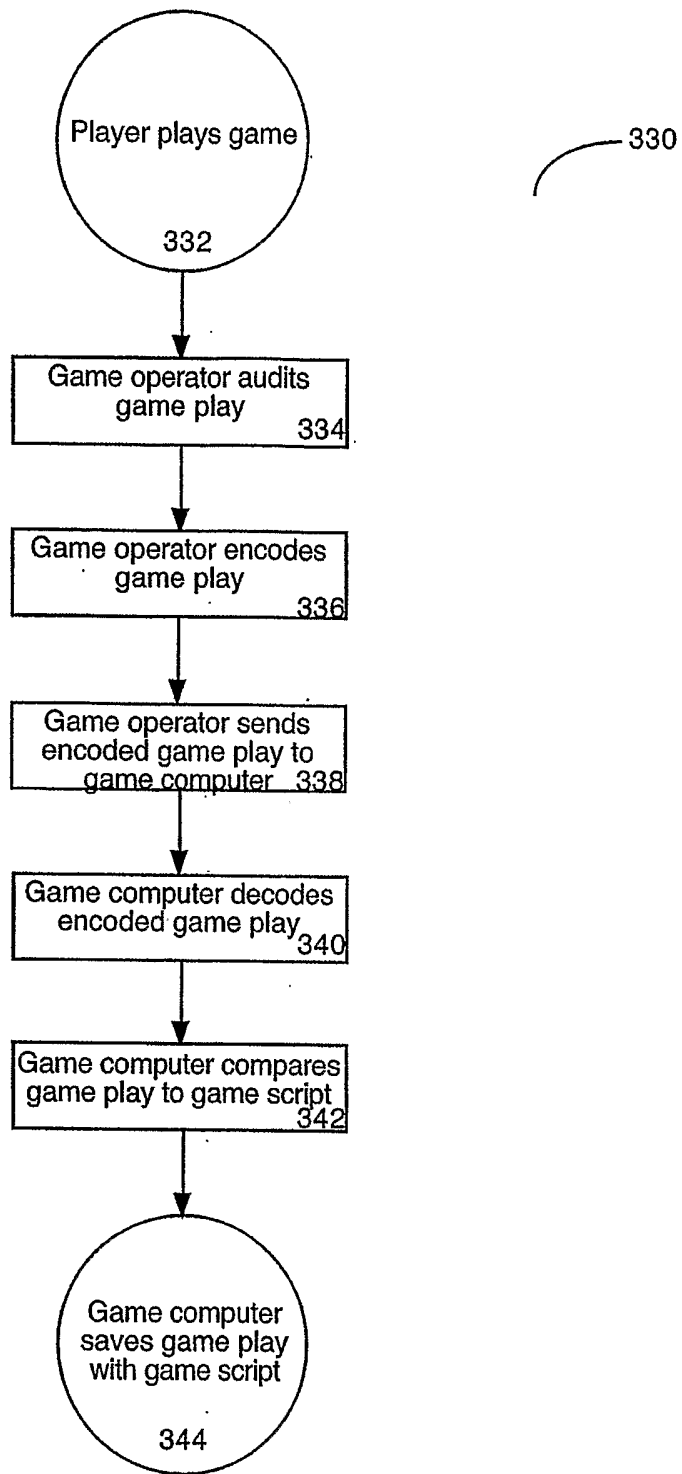 Player plays game
330
332
Game operator audits
game play
334
Game operator encodes
game play
336
Game operator sends
encoded game play to
game computer 338
Game computer decodes
encoded game play
340
Game computer compares
game play to game script
342
Game computer
saves game play
with game script
344